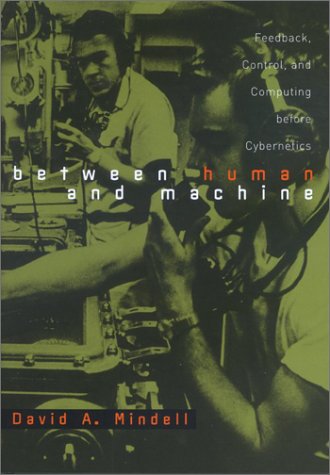 Feedback,
Control, and
Computing
before
Cybernetics
between human
and machine
David A. Mindell